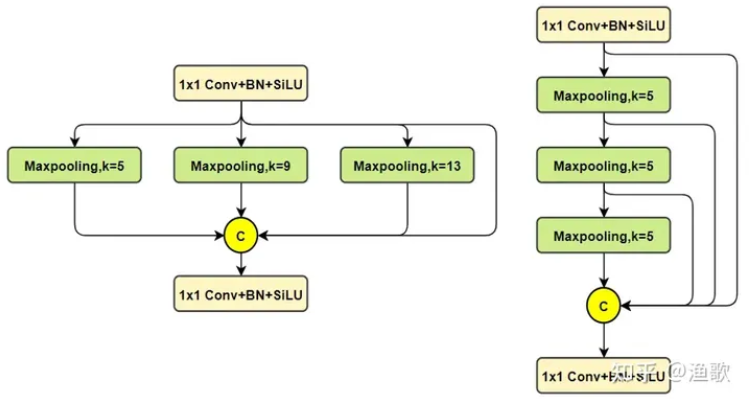 1x1 Conv+BN+SiLU
Maxpooling,k=5
Maxpooling,k=9
Maxpooling,k=13
C
1x1 Conv+BN+SiLU
1x1 Conv+BN+SiLU
Maxpooling,k=5
Maxpooling,k=5
Maxpooling,k=5
C
1x1 Conv+BN+SiLU
知乎 @渔歌